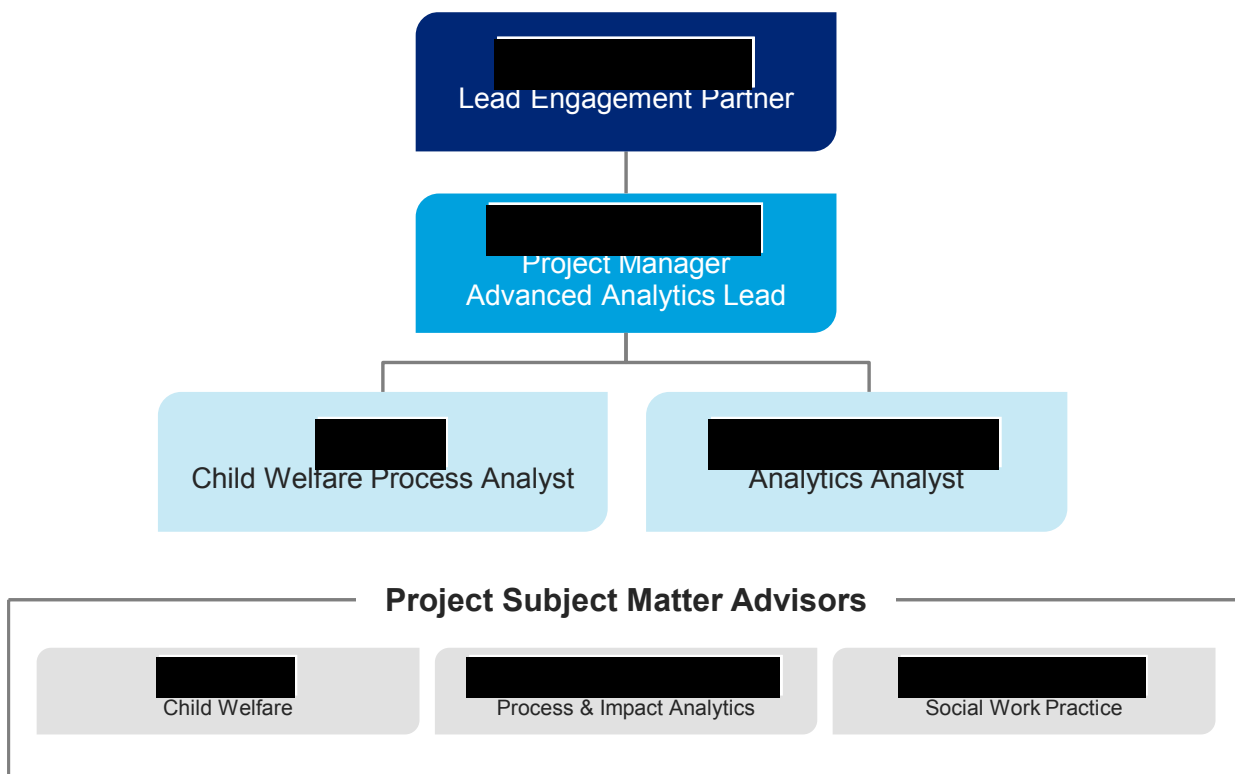 Lead Engagement Partner
Project Manager
Advanced Analytics Lead
Child Welfare Process Analyst
Analytics Analyst
Project Subject Matter Advisors
Child Welfare
Process & Impact Analytics
Social Work Practice